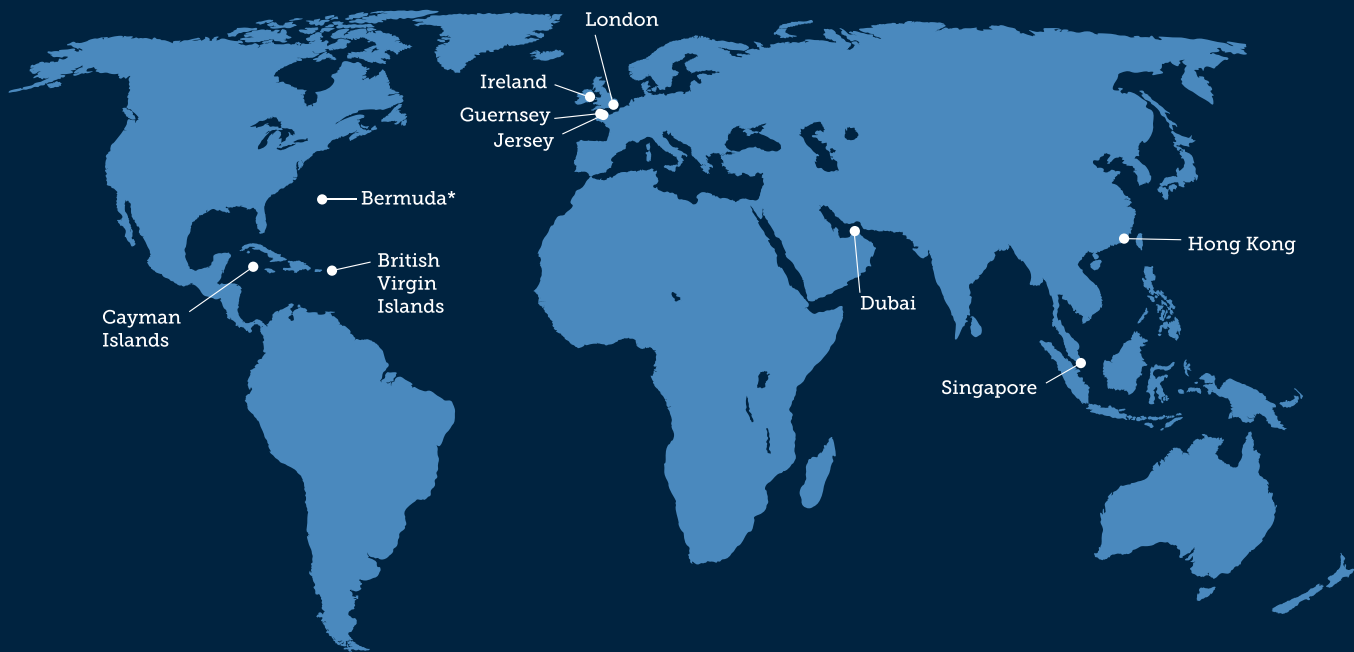 London
Ireland
Guernsey
Jersey
Bermuda*
British
Virgin
Islands
Cayman
Islands
Hong Kong
Dubai
Singapore